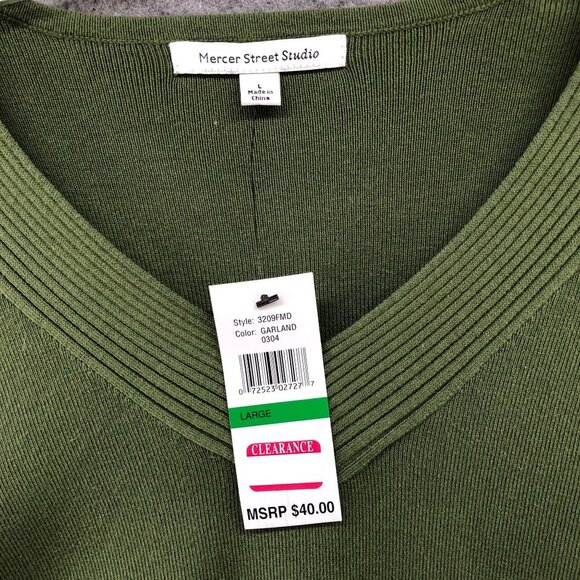 Mercer Street Studio
L
Made in
China
Style: 3209FMD
Color: GARLAND
0304
0 72523 02727 7
LARGE
CLEARANCE
MSRP $40.00